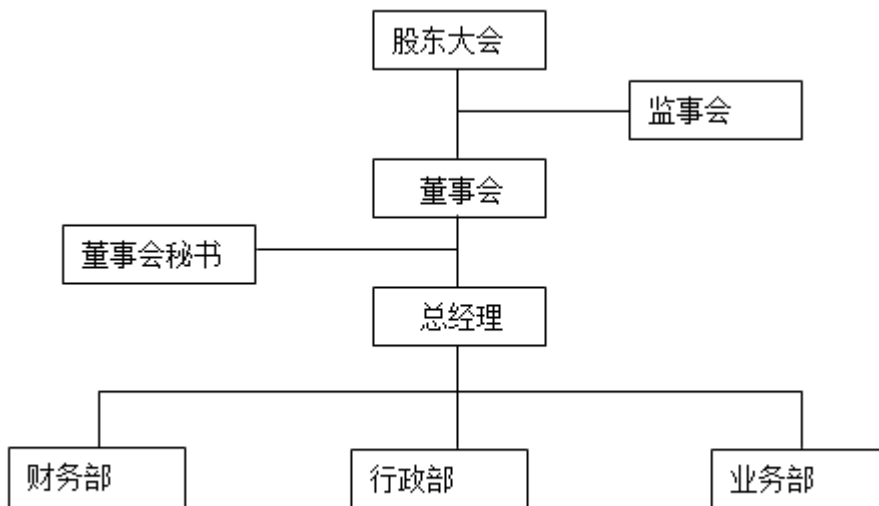 股东大会
监事会
董事会
董事会秘书
总经理
财务部
行政部
业务部